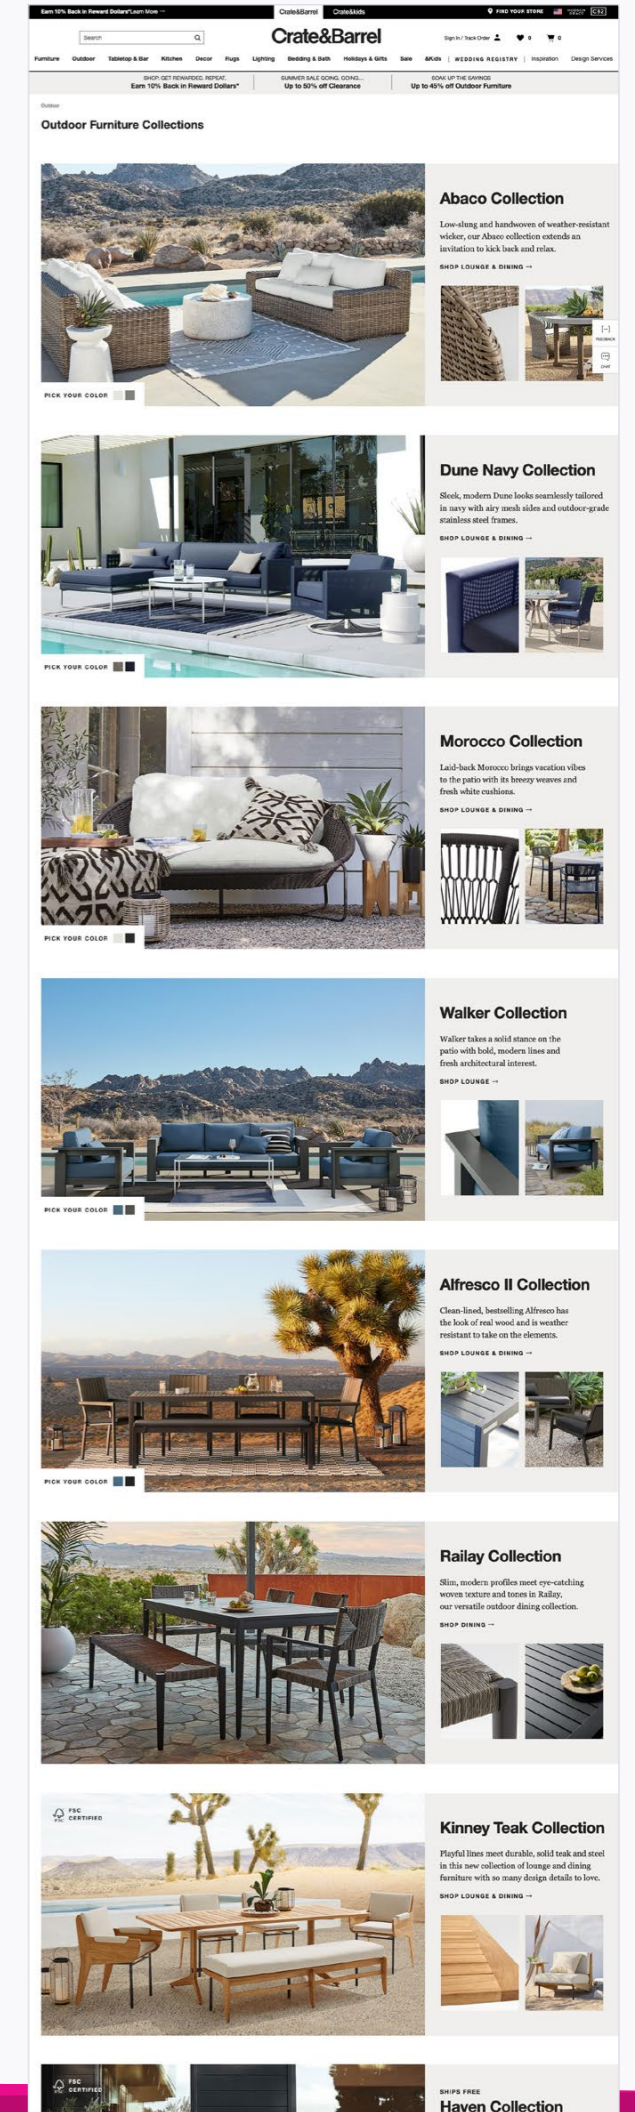 Earn 10% Back in Reward Dollars*Learn More →
Crate&Barrel
Crate&kids
FIND YOUR STORE
CB2
Search
Crate&Barrel
Sign In / Track Order
0
0
Furniture
Outdoor
Tabletop & Bar
Kitchen
Decor
Rugs
Lighting
Bedding & Bath
Holidays & Gifts
Sale
&Kids
WEDDING REGISTRY
Inspiration
Design Services
SHOP. GET REWARDED. REPEAT.
Earn 10% Back in Reward Dollars*
SUMMER SALE GOING, GOING...
Up to 50% off Clearance
SOAK UP THE SAVINGS
Up to 45% off Outdoor Furniture
Outdoor
Outdoor Furniture Collections
Abaco Collection
Low-slung and handwoven of weather-resistant
wicker, our Abaco collection extends an
invitation to kick back and relax.
SHOP LOUNGE & DINING →
[–]
FEEDBACK
CHAT
PICK YOUR COLOR
Dune Navy Collection
Sleek, modern Dune looks seamlessly tailored
in navy with airy mesh sides and outdoor-grade
stainless steel frames.
SHOP LOUNGE & DINING →
PICK YOUR COLOR
Morocco Collection
Laid-back Morocco brings vacation vibes
to the patio with its breezy weaves and
fresh white cushions.
SHOP LOUNGE & DINING →
PICK YOUR COLOR
Walker Collection
Walker takes a solid stance on the
patio with bold, modern lines and
fresh architectural interest.
SHOP LOUNGE →
PICK YOUR COLOR
Alfresco II Collection
Clean-lined, bestselling Alfresco has
the look of real wood and is weather
resistant to take on the elements.
SHOP LOUNGE & DINING →
PICK YOUR COLOR
Railay Collection
Slim, modern profiles meet eye-catching
woven texture and tones in Railay,
our versatile outdoor dining collection.
SHOP DINING →
FSC
FSC
CERTIFIED
Kinney Teak Collection
Playful lines meet durable, solid teak and steel
in this new collection of lounge and dining
furniture with so many design details to love.
SHOP LOUNGE & DINING →
FSC
FSC
CERTIFIED
SHIPS FREE
Haven Collection